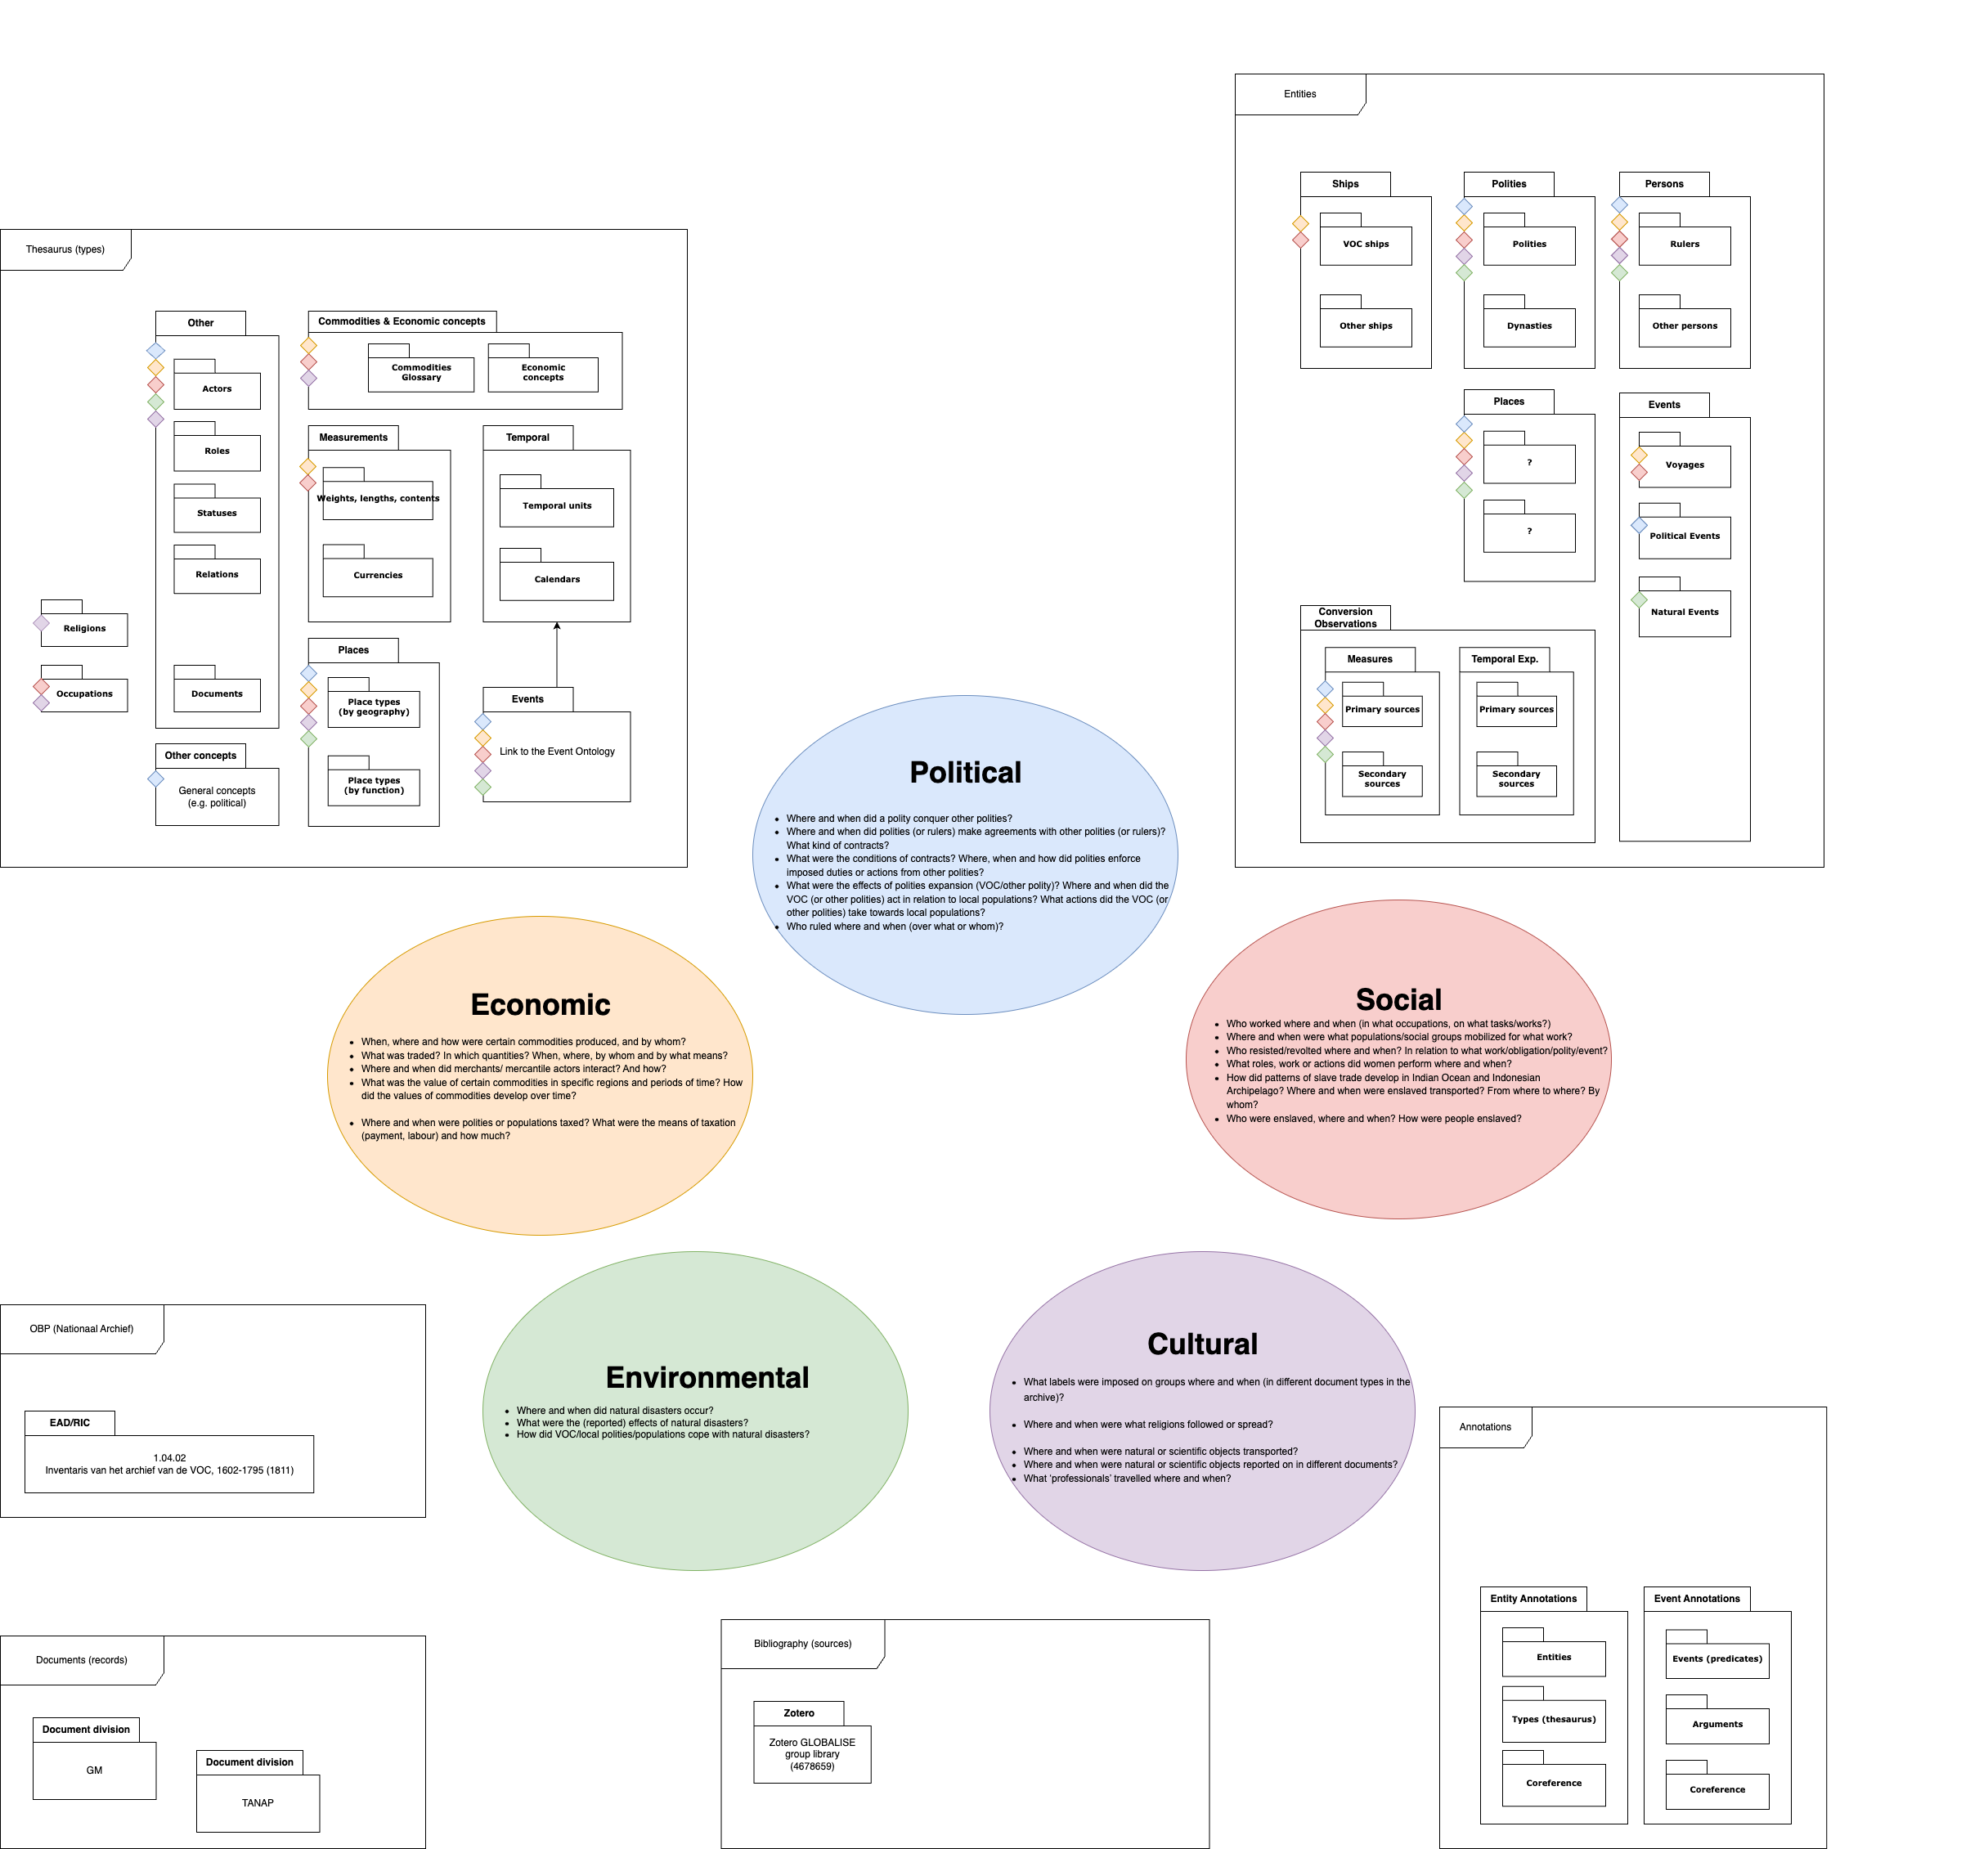 Entities
Ships
VOC ships
Other ships
Polities
Polities
Dynasties
Persons
Rulers
Other persons
Places
?
?
Events
Voyages
Political Events
Natural Events
Conversion
Observations
Measures
Primary sources
Secondary
sources
Temporal Exp.
Primary sources
Secondary
sources
Thesaurus (types)
Other
Actors
Roles
Statuses
Relations
Documents
Commodities & Economic concepts
Commodities
Glossary
Economic
concepts
Measurements
Weights, lengths, contents
Currencies
Temporal
Temporal units
Calendars
Religions
Occupations
Places
Place types
(by geography)
Place types
(by function)
Events
Link to the Event Ontology
Other concepts
General concepts
(e.g. political)
Political
• Where and when did a polity conquer other polities?
• Where and when did polities (or rulers) make agreements with other polities (or rulers)?
What kind of contracts?
• What were the conditions of contracts? Where, when and how did polities enforce
imposed duties or actions from other polities?
• What were the effects of polities expansion (VOC/other polity)? Where and when did the
VOC (or other polities) act in relation to local populations? What actions did the VOC (or
other polities) take towards local populations?
• Who ruled where and when (over what or whom)?
Economic
• When, where and how were certain commodities produced, and by whom?
• What was traded? In which quantities? When, where, by whom and by what means?
• Where and when did merchants/ mercantile actors interact? And how?
• What was the value of certain commodities in specific regions and periods of time? How
did the values of commodities develop over time?
• Where and when were polities or populations taxed? What were the means of taxation
(payment, labour) and how much?
Social
• Who worked where and when (in what occupations, on what tasks/works?)
• Where and when were what populations/social groups mobilized for what work?
• Who resisted/revolted where and when? In relation to what work/obligation/polity/event?
• What roles, work or actions did women perform where and when?
• How did patterns of slave trade develop in Indian Ocean and Indonesian
Archipelago? Where and when were enslaved transported? From where to where? By
whom?
• Who were enslaved, where and when? How were people enslaved?
Environmental
• Where and when did natural disasters occur?
• What were the (reported) effects of natural disasters?
• How did VOC/local polities/populations cope with natural disasters?
Cultural
• What labels were imposed on groups where and when (in different document types in the
archive)?
• Where and when were what religions followed or spread?
• Where and when were natural or scientific objects transported?
• Where and when were natural or scientific objects reported on in different documents?
• What ‘professionals’ travelled where and when?
OBP (Nationaal Archief)
EAD/RIC
1.04.02
Inventaris van het archief van de VOC, 1602-1795 (1811)
Documents (records)
Document division
GM
Document division
TANAP
Bibliography (sources)
Zotero
Zotero GLOBALISE
group library
(4678659)
Annotations
Entity Annotations
Entities
Types (thesaurus)
Coreference
Event Annotations
Events (predicates)
Arguments
Coreference